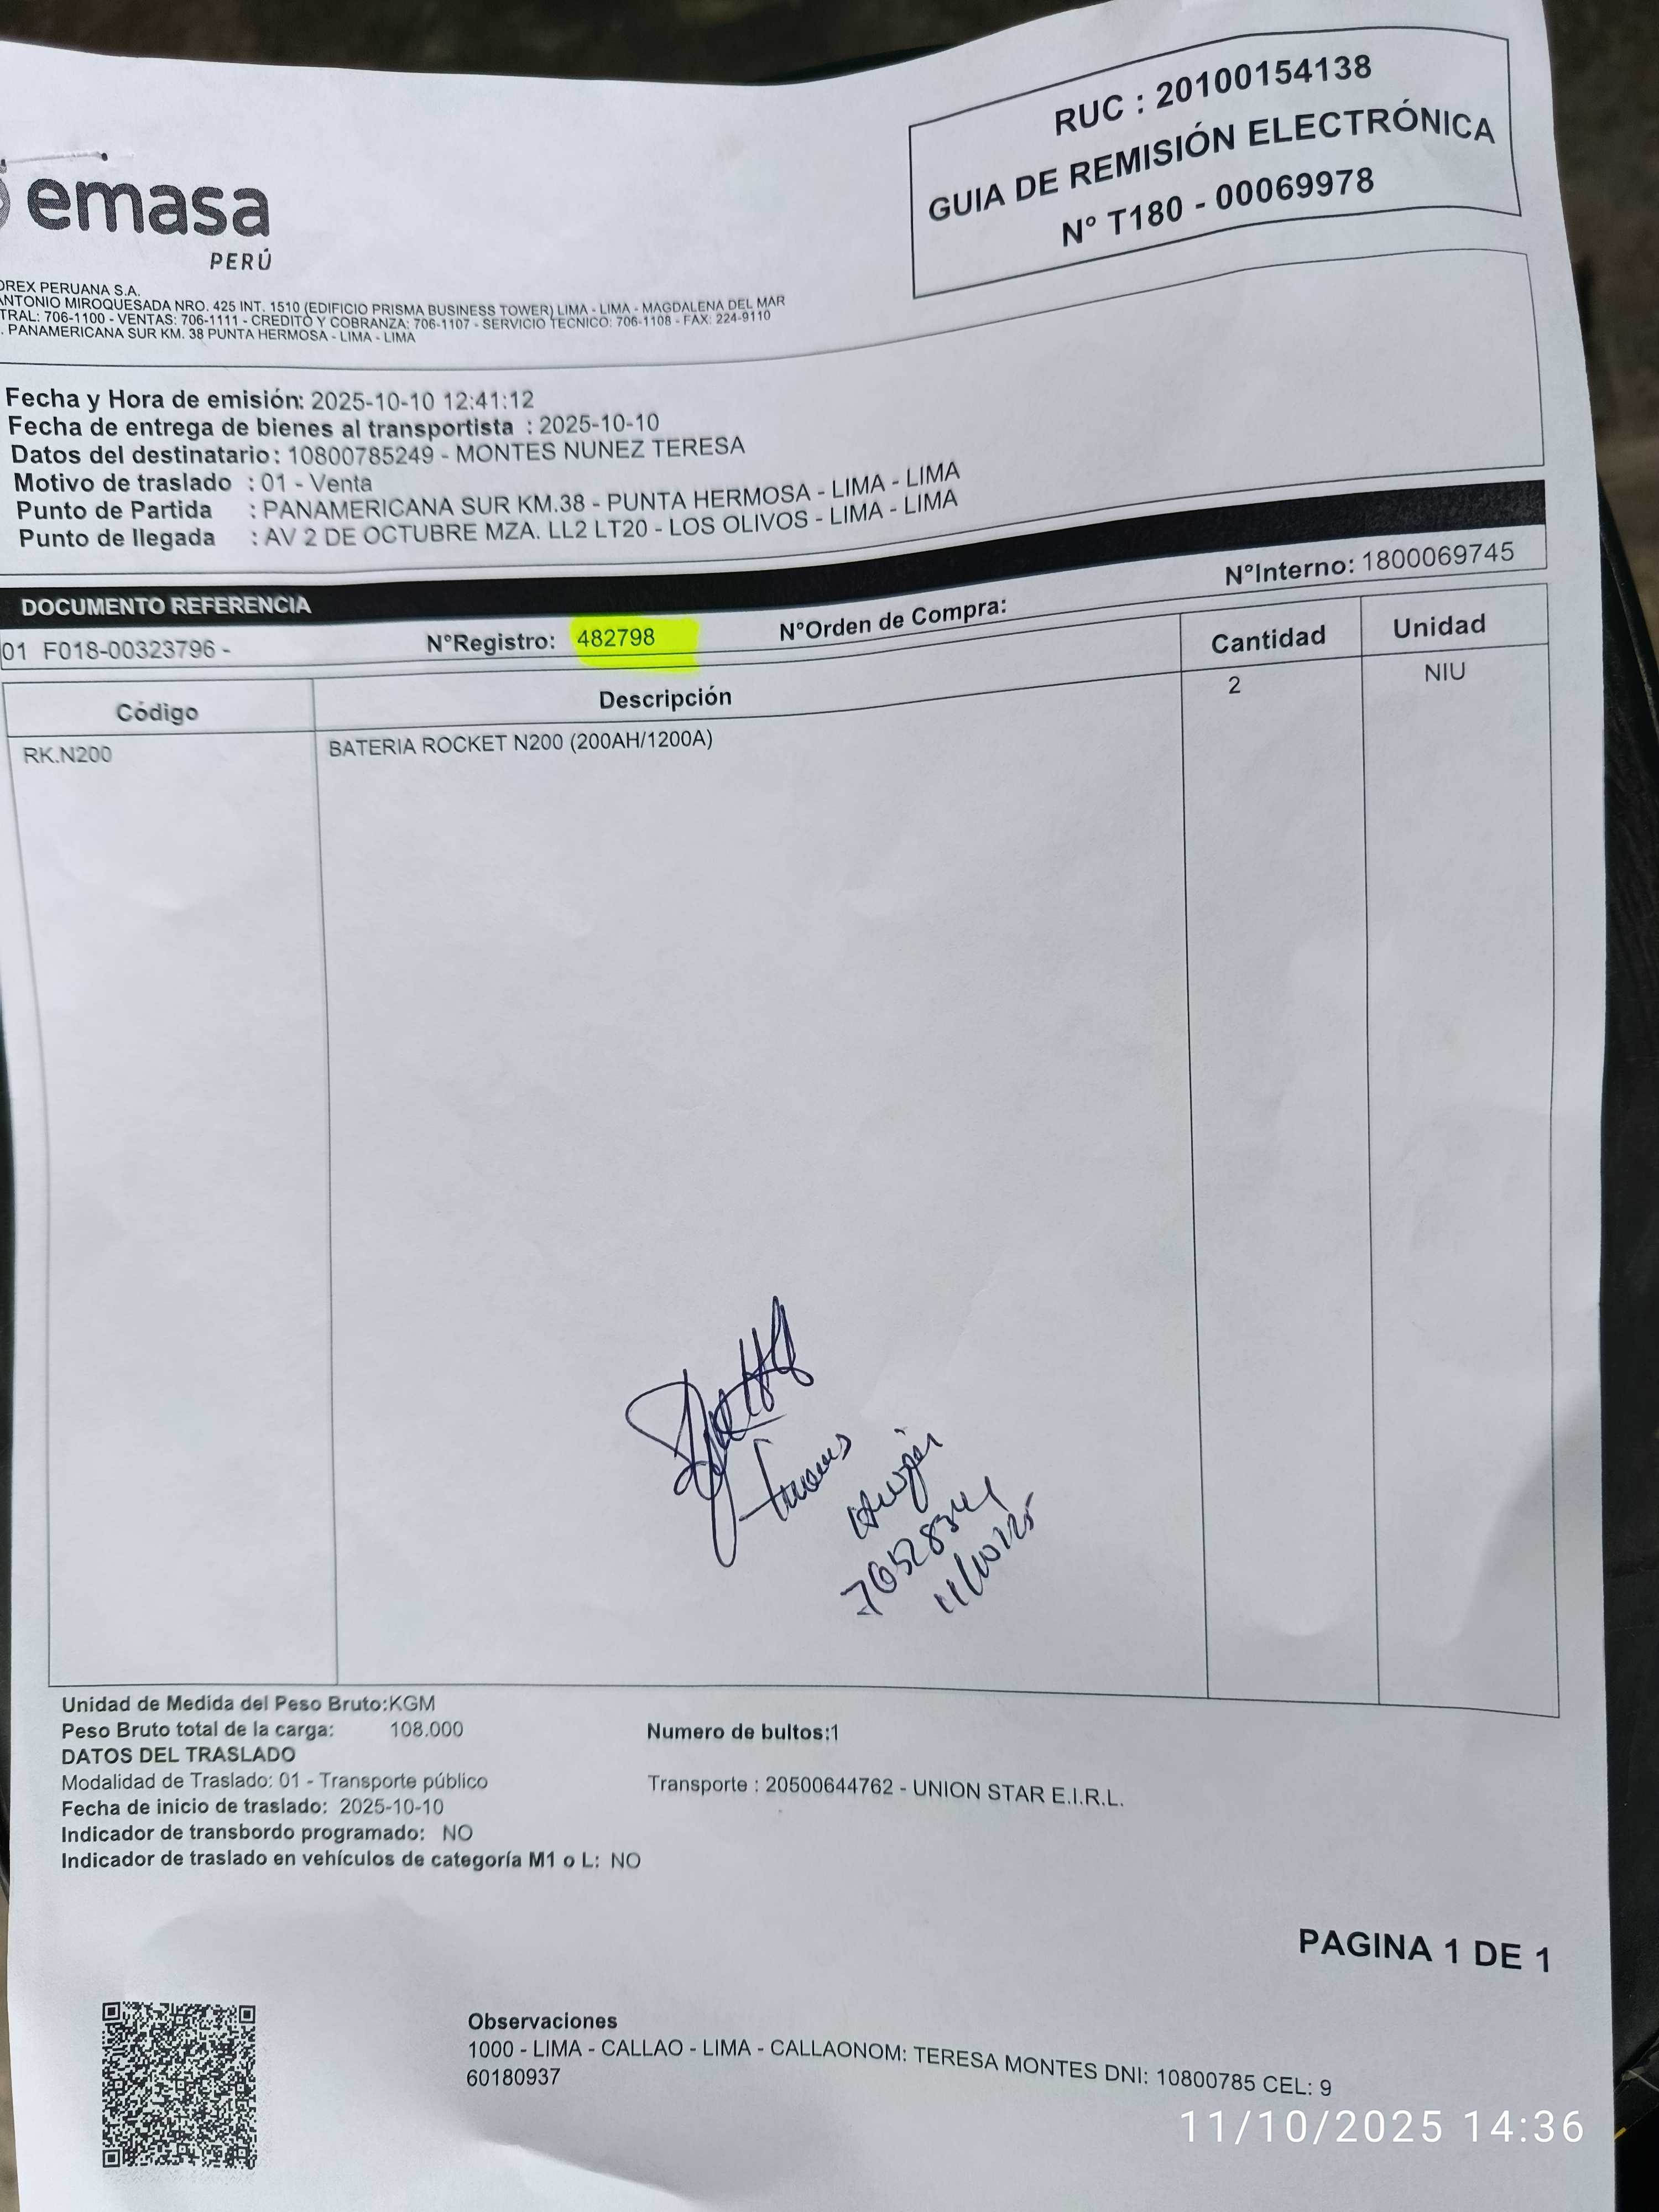 RUC : 20100154138
GUIA DE REMISIÓN ELECTRÓNICA
N° T180 - 00069978
emasa
PERÚ
OREX PERUANA S.A.
ANTONIO MIROQUESADA NRO. 425 INT. 1510 (EDIFICIO PRISMA BUSINESS TOWER) LIMA - LIMA - MAGDALENA DEL MAR
TRAL: 706-1100 - VENTAS: 706-1111 - CREDITO Y COBRANZA: 706-1107 - SERVICIO TECNICO: 706-1108 - FAX: 224-9110
. PANAMERICANA SUR KM. 38 PUNTA HERMOSA - LIMA - LIMA
Fecha y Hora de emisión: 2025-10-10 12:41:12
Fecha de entrega de bienes al transportista : 2025-10-10
Datos del destinatario : 10800785249 - MONTES NUNEZ TERESA
Motivo de traslado : 01 - Venta
Punto de Partida : PANAMERICANA SUR KM.38 - PUNTA HERMOSA - LIMA - LIMA
Punto de llegada : AV 2 DE OCTUBRE MZA. LL2 LT20 - LOS OLIVOS - LIMA - LIMA
DOCUMENTO REFERENCIA
01 F018-00323796 - N°Registro: 482798 N°Orden de Compra: N°Interno: 1800069745
Código Descripción Cantidad Unidad
RK.N200 BATERIA ROCKET N200 (200AH/1200A) 2 NIU
11/10/25
Unidad de Medida del Peso Bruto:KGM
Peso Bruto total de la carga: 108.000 Numero de bultos:1
DATOS DEL TRASLADO
Modalidad de Traslado: 01 - Transporte público Transporte : 20500644762 - UNION STAR E.I.R.L.
Fecha de inicio de traslado: 2025-10-10
Indicador de transbordo programado: NO
Indicador de traslado en vehículos de categoría M1 o L: NO
PAGINA 1 DE 1
Observaciones
1000 - LIMA - CALLAO - LIMA - CALLAONOM: TERESA MONTES DNI: 10800785 CEL: 9
60180937
11/10/2025 14:36